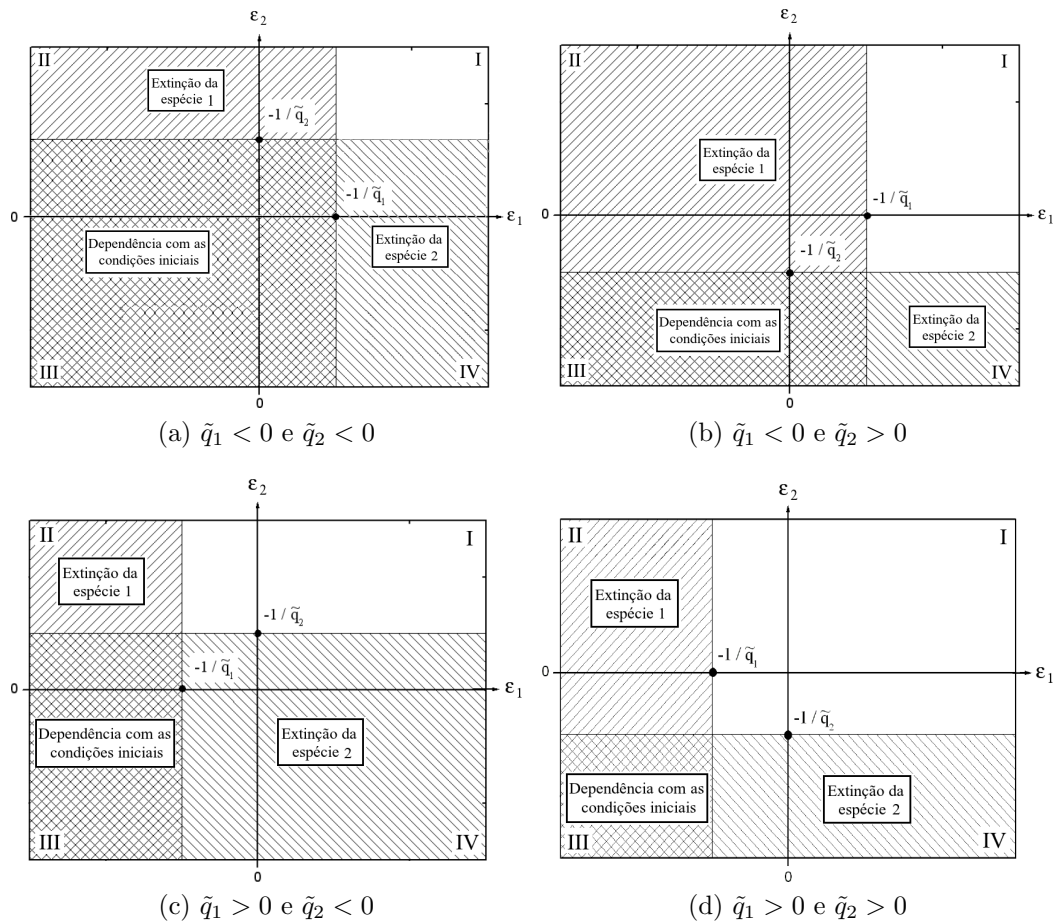 ε₂
II
I
Extinção da
espécie 1
-1 / q̃₂
-1 / q̃₁
0
ε₁
Dependência com as
condições iniciais
Extinção da
espécie 2
III
IV
0
(a) q̃₁ < 0 e q̃₂ < 0
ε₂
II
I
Extinção da
espécie 1
-1 / q̃₁
0
ε₁
-1 / q̃₂
Dependência com as
condições iniciais
Extinção da
espécie 2
III
IV
0
(b) q̃₁ < 0 e q̃₂ > 0
ε₂
II
I
Extinção da
espécie 1
-1 / q̃₂
-1 / q̃₁
0
ε₁
Dependência com as
condições iniciais
Extinção da
espécie 2
III
IV
0
(c) q̃₁ > 0 e q̃₂ < 0
ε₂
II
I
Extinção da
espécie 1
-1 / q̃₁
0
ε₁
-1 / q̃₂
Dependência com as
condições iniciais
Extinção da
espécie 2
III
IV
0
(d) q̃₁ > 0 e q̃₂ > 0